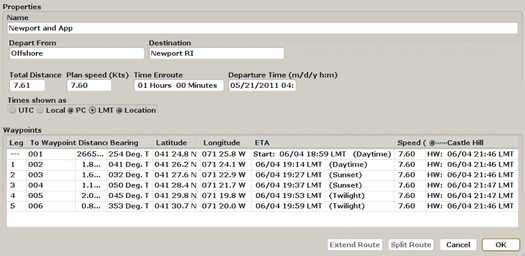 Properties
Name
Newport and App
Depart From Destination
Offshore Newport RI
Total Distance Plan speed (Kts) Time Enroute Departure Time (m/d/y h:m)
7.61 7.60 01 Hours 00 Minutes 05/21/2011 04:
Times shown as
UTC Local @ PC LMT @ Location
Waypoints
Leg To Waypoint Distanc Bearing Latitude Longitude ETA Speed ( @----Castle Hill
--- 001 2665... 254 Deg. T 041 24.8 N 071 25.8 W Start: 06/04 18:59 LMT (Daytime) 7.60 HW: 06/04 21:46 LMT
1 002 1.8... 041 Deg. T 041 26.2 N 071 24.1 W 06/04 19:14 LMT (Daytime) 7.60 HW: 06/04 21:46 LMT
2 003 1.6... 032 Deg. T 041 27.6 N 071 22.9 W 06/04 19:27 LMT (Sunset) 7.60 HW: 06/04 21:46 LMT
3 004 1.1... 050 Deg. T 041 28.4 N 071 21.7 W 06/04 19:37 LMT (Sunset) 7.60 HW: 06/04 21:47 LMT
4 005 2.0... 045 Deg. T 041 29.8 N 071 19.8 W 06/04 19:53 LMT (Twilight) 7.60 HW: 06/04 21:46 LMT
5 006 0.8... 353 Deg. T 041 30.7 N 071 20.0 W 06/04 19:59 LMT (Twilight) 7.60 HW: 06/04 21:46 LMT
Extend Route Split Route Cancel OK